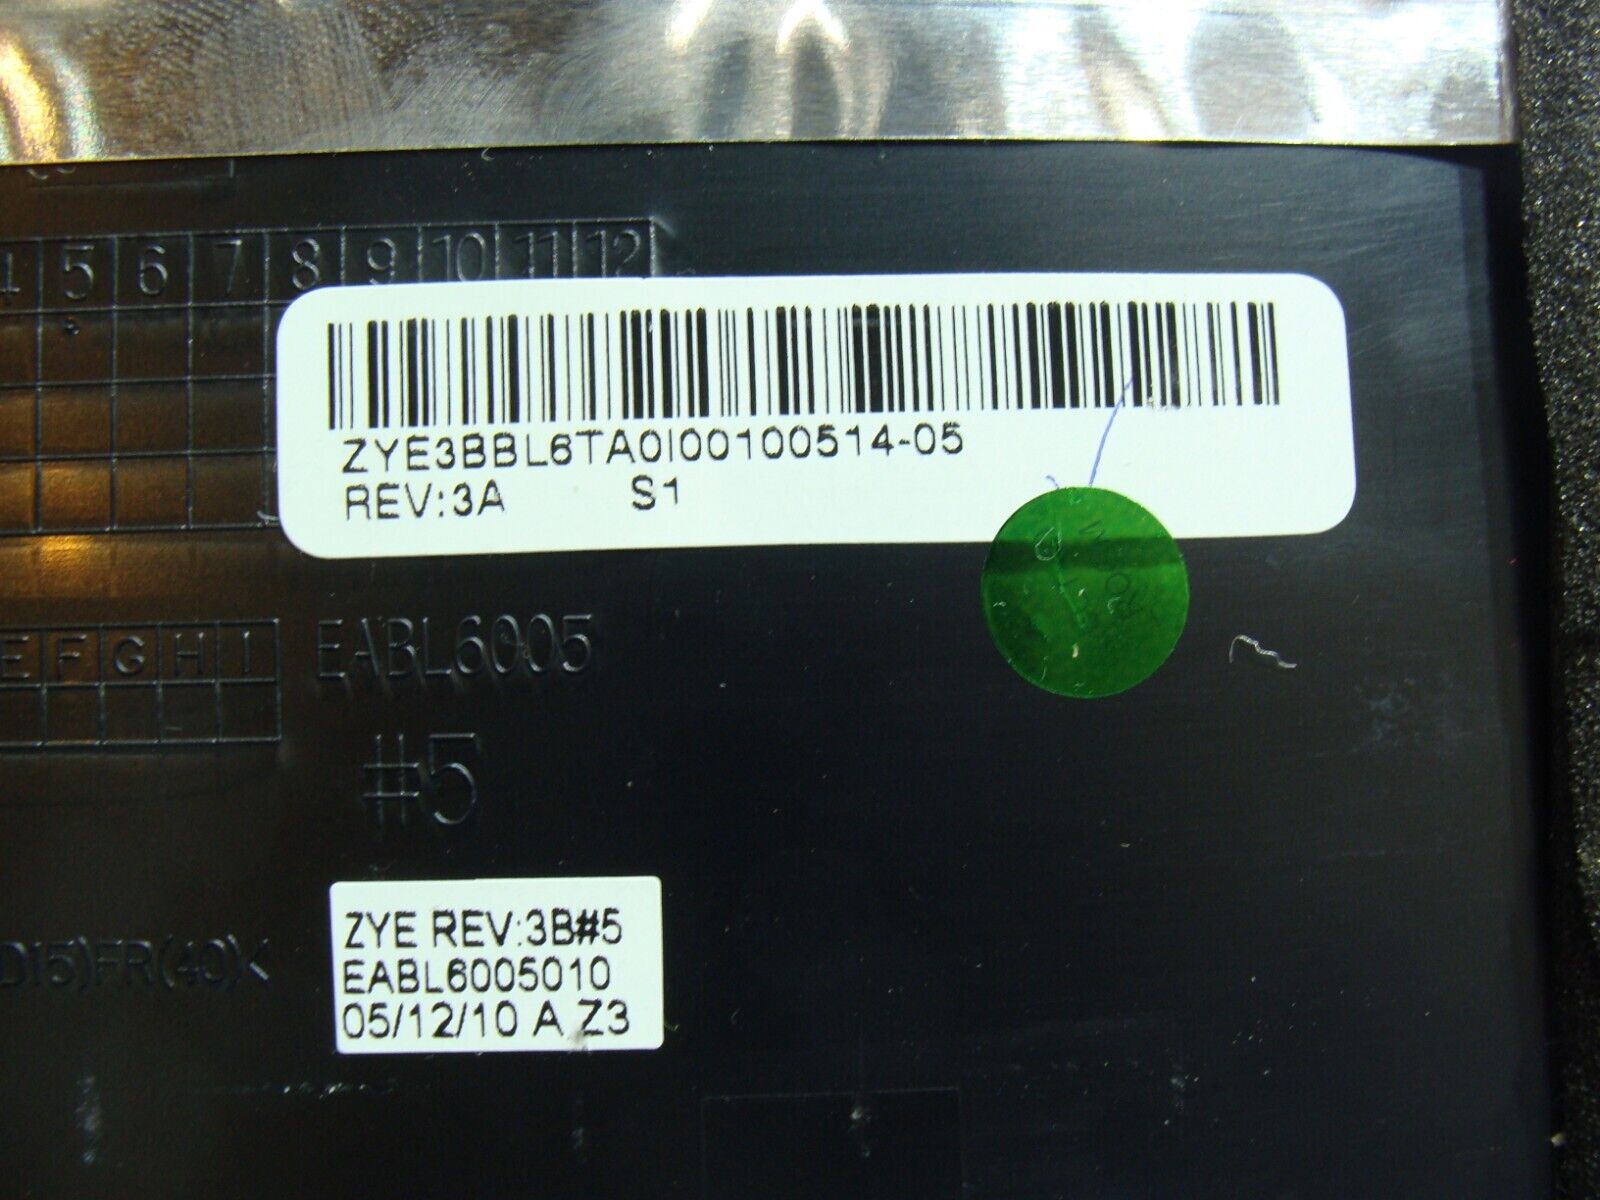 4 5 6 7 8 9 10 11 12
ZYE3BBL6TA0I00100514-05
REV:3A S1
E F G H I
EABL6005
#5
ZYE REV:3B#5
EABL6005010
05/12/10 A Z3
D15)FR(40)<